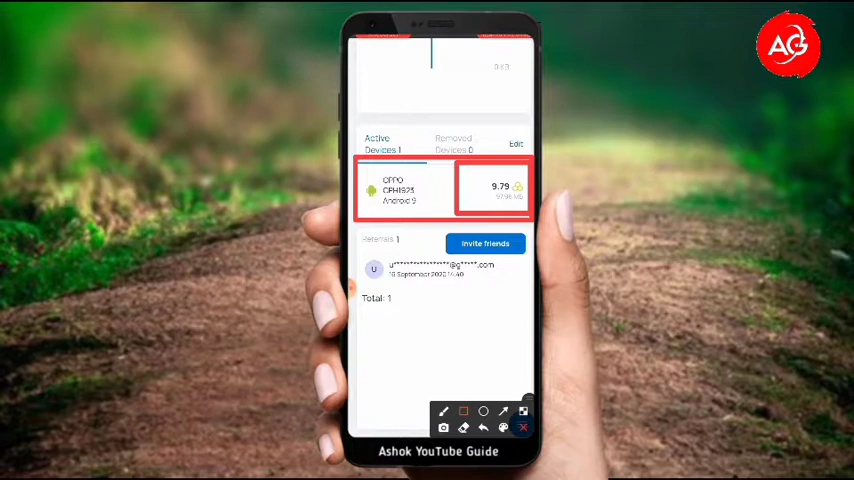 AG
0 KB
Active
Devices 1
Removed
Devices 0
Edit
OPPO
CPH1923
Android 9
9.79
97.96 MB
Referrals 1
Invite friends
U
u****************@g*****.com
16 September 2020 14:40
Total: 1
Ashok YouTube Guide